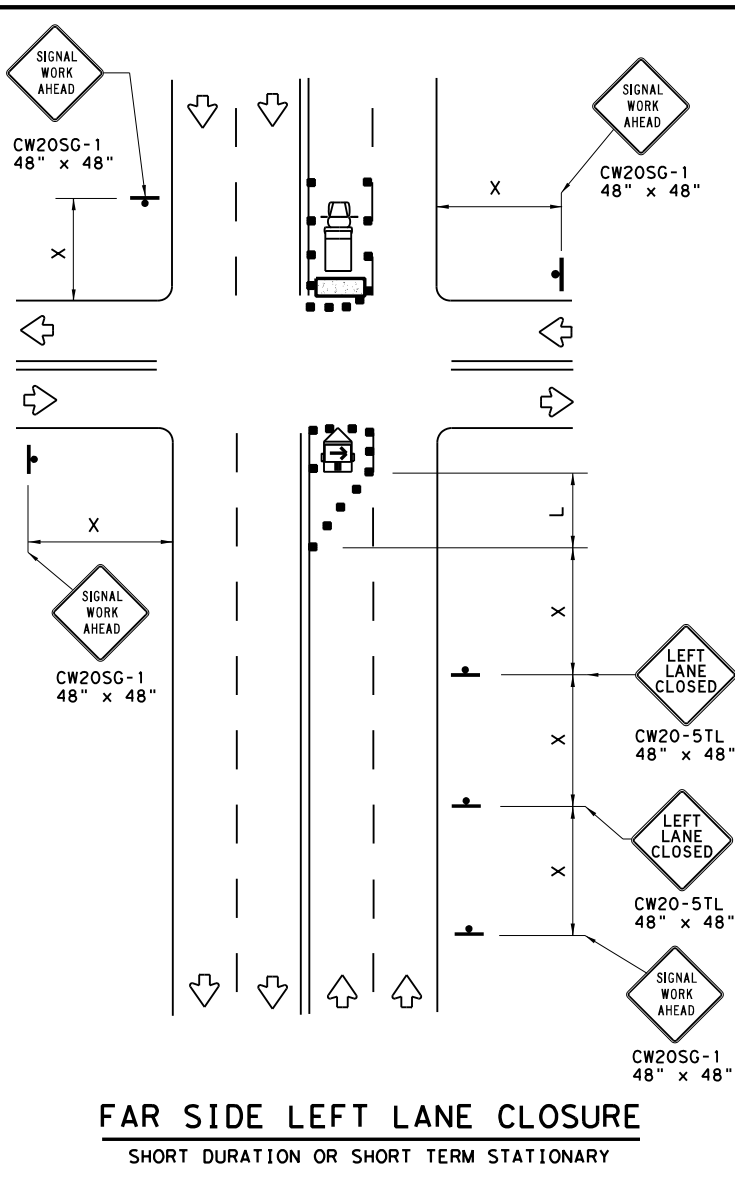 SIGNAL
WORK
AHEAD
CW20SG-1
48" x 48"
X
SIGNAL
WORK
AHEAD
CW20SG-1
48" x 48"
X
X
SIGNAL
WORK
AHEAD
CW20SG-1
48" x 48"
L
X
LEFT
LANE
CLOSED
CW20-5TL
48" x 48"
X
LEFT
LANE
CLOSED
CW20-5TL
48" x 48"
X
SIGNAL
WORK
AHEAD
CW20SG-1
48" x 48"
FAR SIDE LEFT LANE CLOSURE
SHORT DURATION OR SHORT TERM STATIONARY